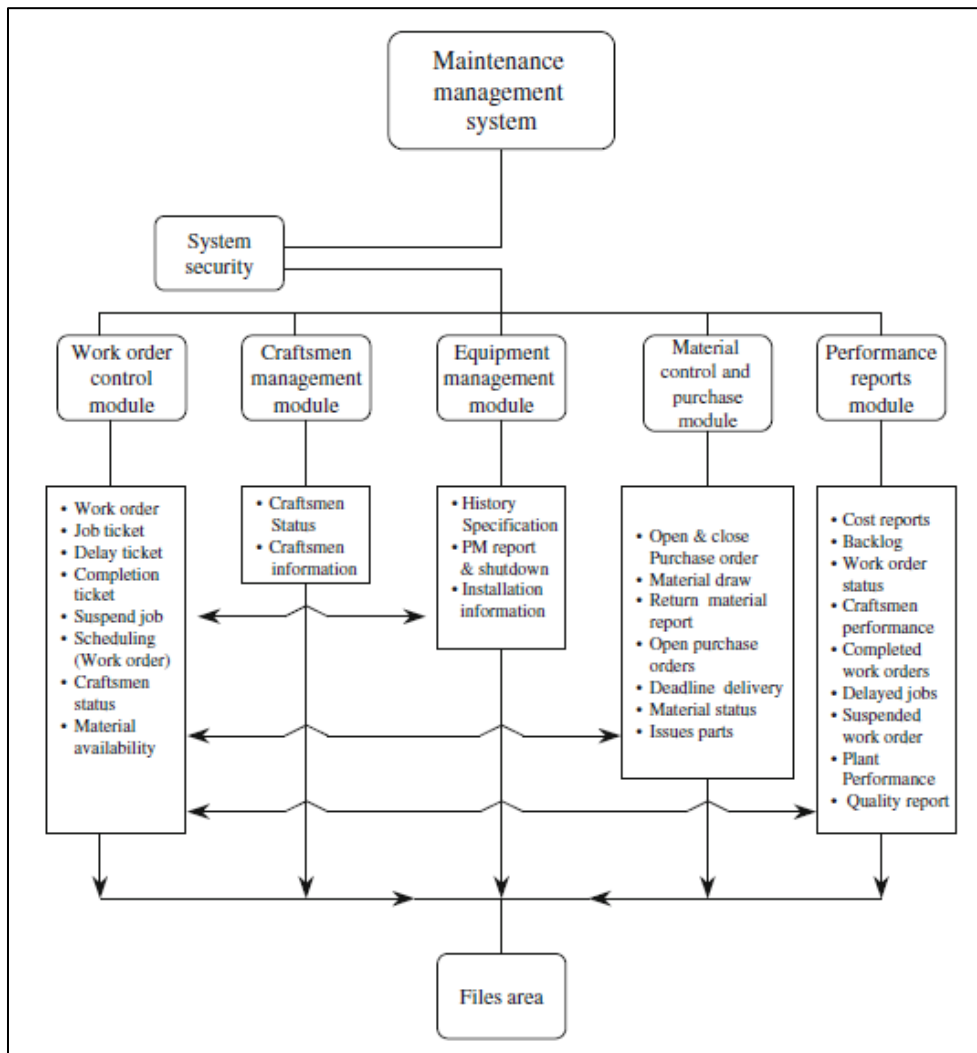 Maintenance
management
system
System
security
Work order
control
module
Craftsmen
management
module
Equipment
management
module
Material
control and
purchase
module
Performance
reports
module
• Work order
• Job ticket
• Delay ticket
• Completion
ticket
• Suspend job
• Scheduling
(Work order)
• Craftsmen
status
• Material
availability
• Craftsmen
Status
• Craftsmen
information
• History
Specification
• PM report
& shutdown
• Installation
information
• Open & close
Purchase order
• Material draw
• Return material
report
• Open purchase
orders
• Deadline delivery
• Material status
• Issues parts
• Cost reports
• Backlog
• Work order
status
• Craftsmen
performance
• Completed
work orders
• Delayed jobs
• Suspended
work order
• Plant
Performance
• Quality report
Files area